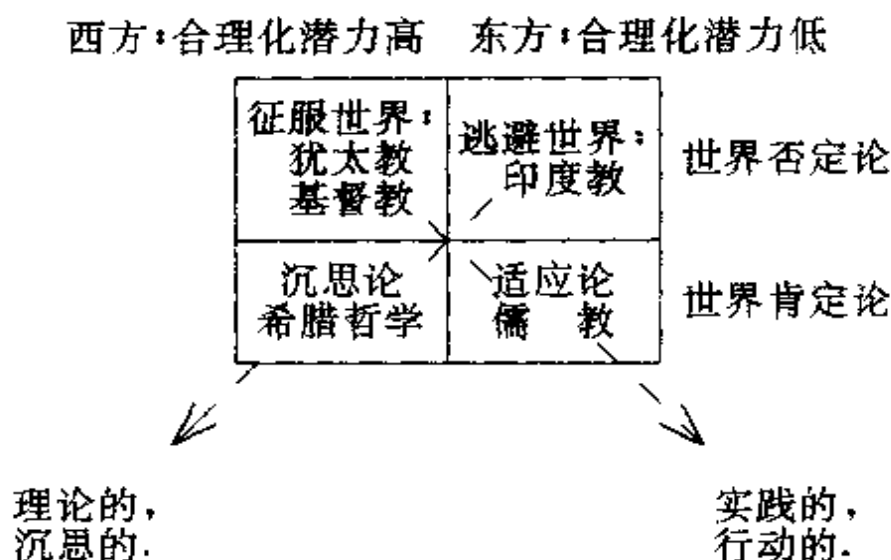 西方：合理化潜力高 东方：合理化潜力低
征服世界：
犹太教
基督教
逃避世界：
印度教
世界否定论
沉思论
希腊哲学
适应论
儒 教
世界肯定论
理论的，
沉思的.
实践的，
行动的.